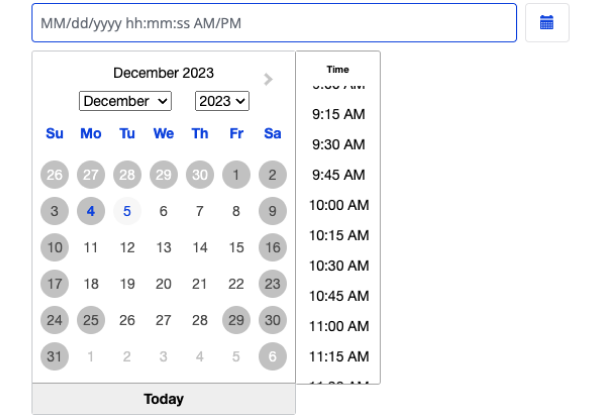 MM/dd/yyyy hh:mm:ss AM/PM
December 2023
December 2023
Su Mo Tu We Th Fr Sa
26 27 28 29 30 1 2
3 4 5 6 7 8 9
10 11 12 13 14 15 16
17 18 19 20 21 22 23
24 25 26 27 28 29 30
31 1 2 3 4 5 6
Today
Time
9:15 AM
9:30 AM
9:45 AM
10:00 AM
10:15 AM
10:30 AM
10:45 AM
11:00 AM
11:15 AM